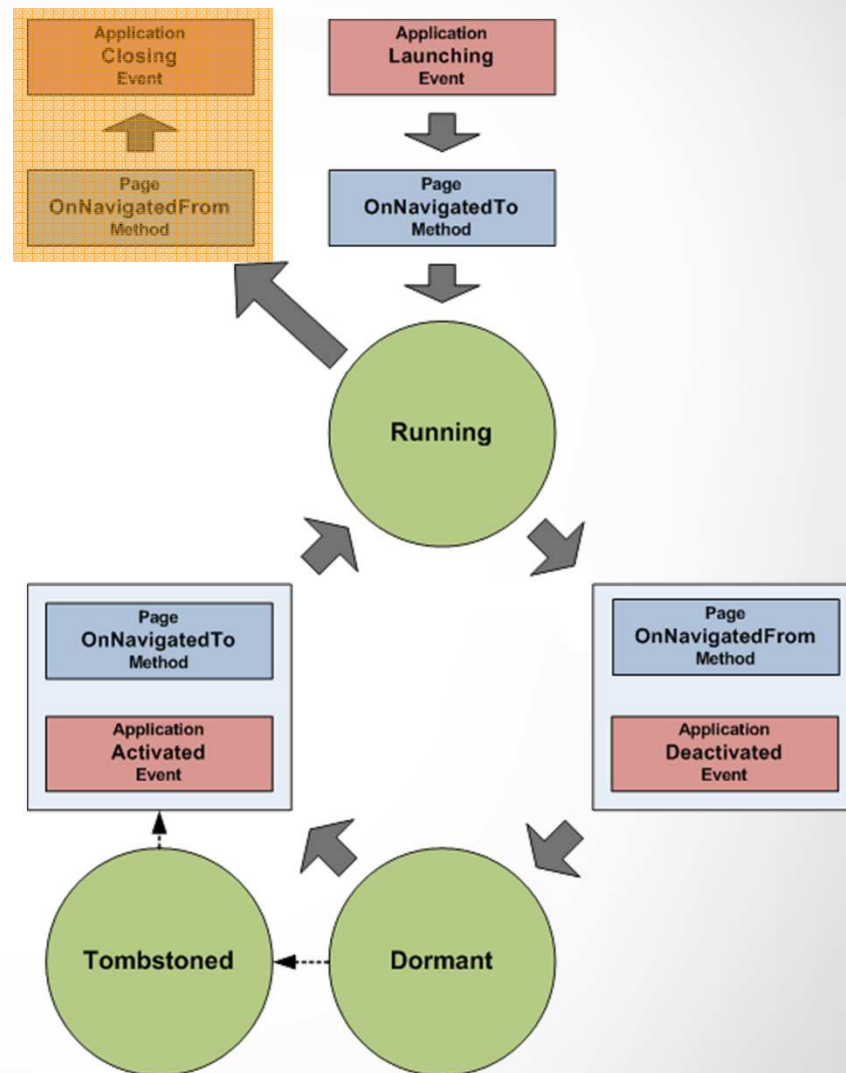 Application
Closing
Event
Application
Launching
Event
Page
OnNavigatedFrom
Method
Page
OnNavigatedTo
Method
Running
Page
OnNavigatedTo
Method
Application
Activated
Event
Page
OnNavigatedFrom
Method
Application
Deactivated
Event
Tombstoned
Dormant